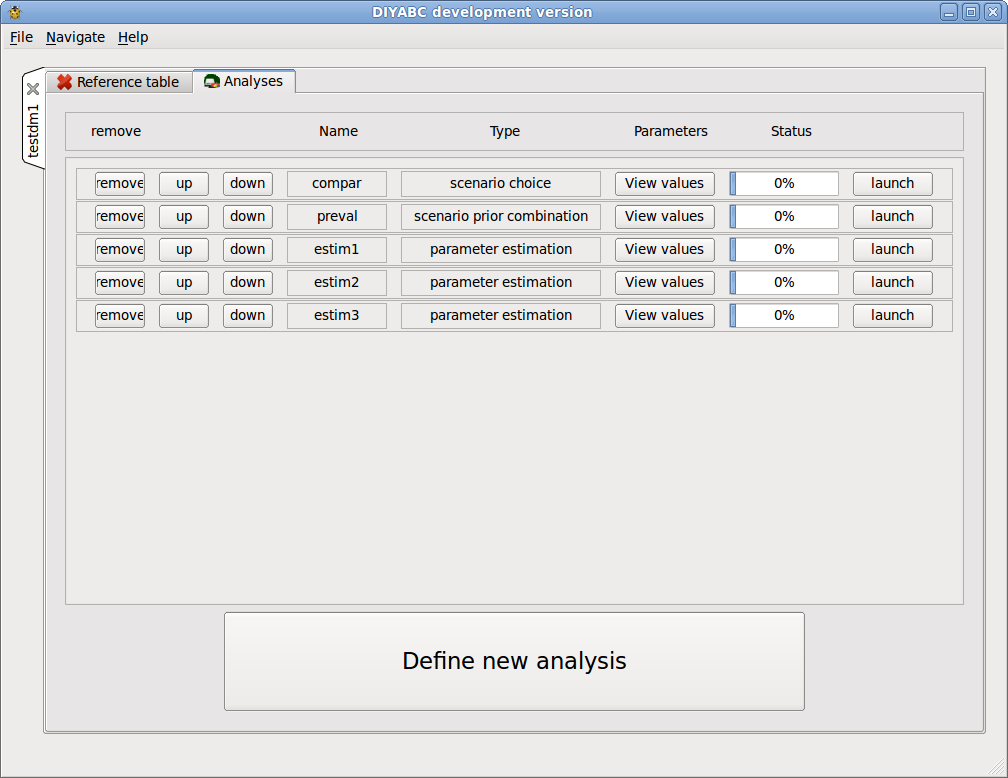 DIYABC development version
File Navigate Help
testdm1
Reference table Analyses
remove Name Type Parameters Status
remove up down compar scenario choice View values 0% launch
remove up down preval scenario prior combination View values 0% launch
remove up down estim1 parameter estimation View values 0% launch
remove up down estim2 parameter estimation View values 0% launch
remove up down estim3 parameter estimation View values 0% launch
Define new analysis